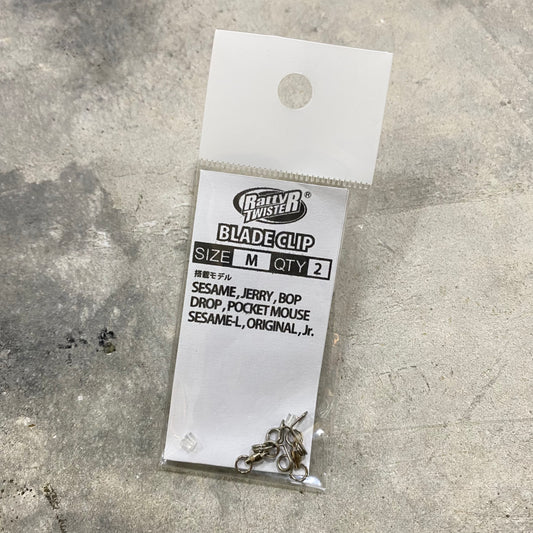 RattyR®
TWISTER
BLADE CLIP
SIZE M QTY 2
搭載モデル
SESAME, JERRY, BOP
DROP, POCKET MOUSE
SESAME-L, ORIGINAL, Jr.